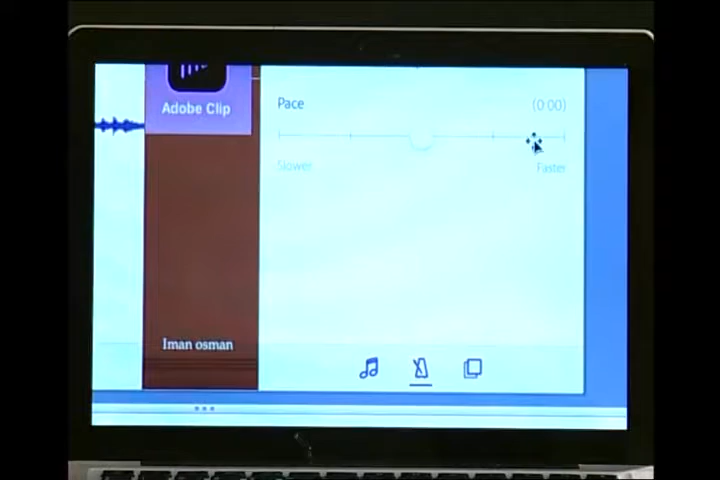 Adobe Clip
Pace
(0:00)
Slower
Faster
Iman osman